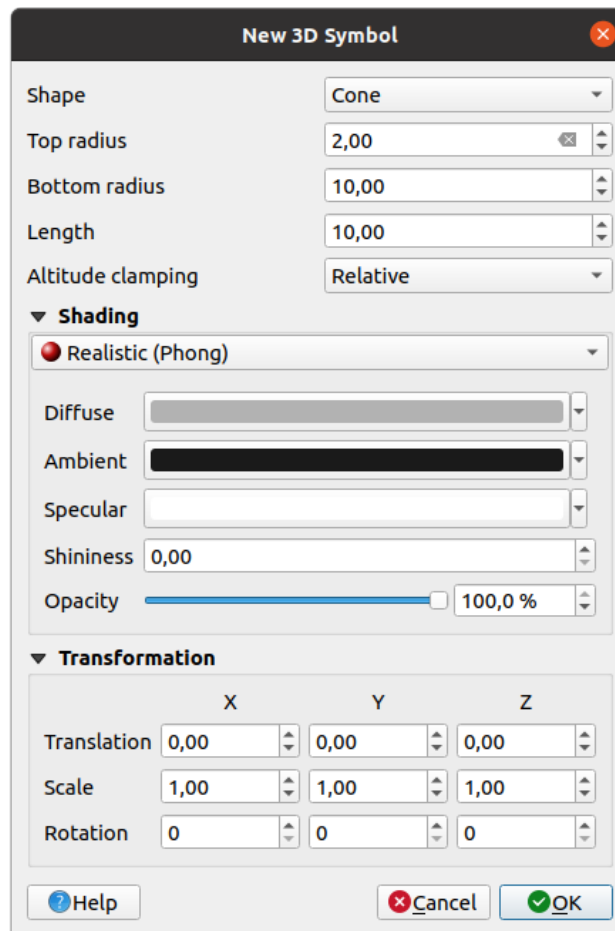 New 3D Symbol
Shape Cone
Top radius 2,00
Bottom radius 10,00
Length 10,00
Altitude clamping Relative
Shading
Realistic (Phong)
Diffuse
Ambient
Specular
Shininess 0,00
Opacity 100,0 %
Transformation
X Y Z
Translation 0,00 0,00 0,00
Scale 1,00 1,00 1,00
Rotation 0 0 0
Help Cancel OK